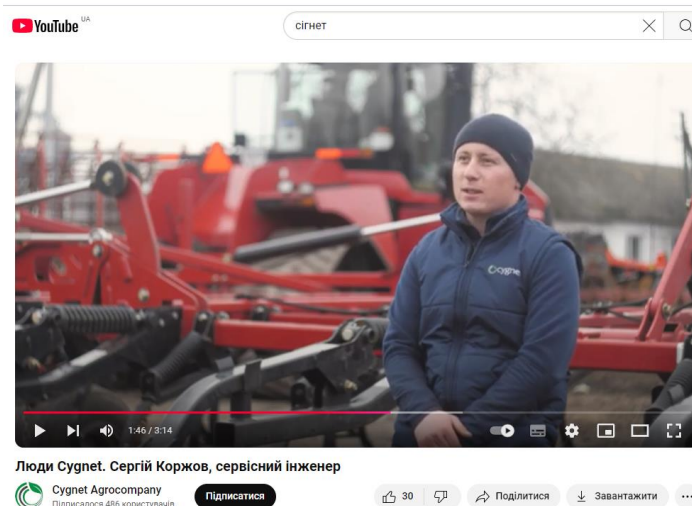 YouTube UA
сігнет
Cygnet
1:46 / 3:14
Люди Cygnet. Сергій Коржов, сервісний інженер
Cygnet Agrocompany
Підписалося 486 користувачів
Підписатися
30
Поділитися
Завантажити